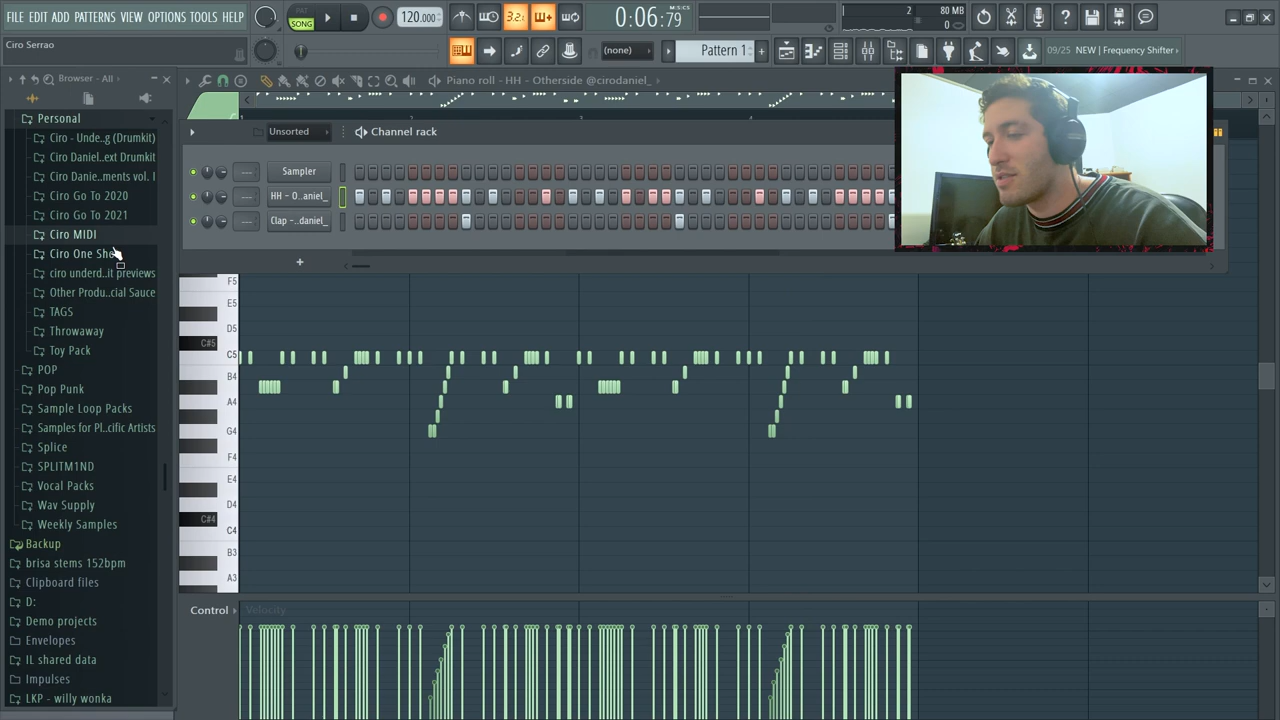 FILE EDIT ADD PATTERNS VIEW OPTIONS TOOLS HELP
PAT
SONG
120.000
3.2.
0:06:79
M:S:CS
2
80 MB
0
Ciro Serrao
(none)
Pattern 1
09/25 NEW | Frequency Shifter
Browser - All
Piano roll - HH - Otherside @cirodaniel_
1
2
3
4
Personal
Ciro - Unde..g (Drumkit)
Ciro Daniel..ext Drumkit
Ciro Danie..ments vol. I
Ciro Go To 2020
Ciro Go To 2021
Ciro MIDI
Ciro One Sho
ciro underd..it previews
Other Produ..cial Sauce
TAGS
Throwaway
Toy Pack
POP
Pop Punk
Sample Loop Packs
Samples for Pl..cific Artists
Splice
SPLITM1ND
Vocal Packs
Wav Supply
Weekly Samples
Backup
brisa stems 152bpm
Clipboard files
D:
Demo projects
Envelopes
IL shared data
Impulses
LKP - willy wonka
Unsorted
Channel rack
Sampler
HH - O..aniel_
Clap -..daniel_
F5
E5
D5
C#5
C5
B4
A4
G4
F4
E4
D4
C#4
C4
B3
A3
Control
Velocity